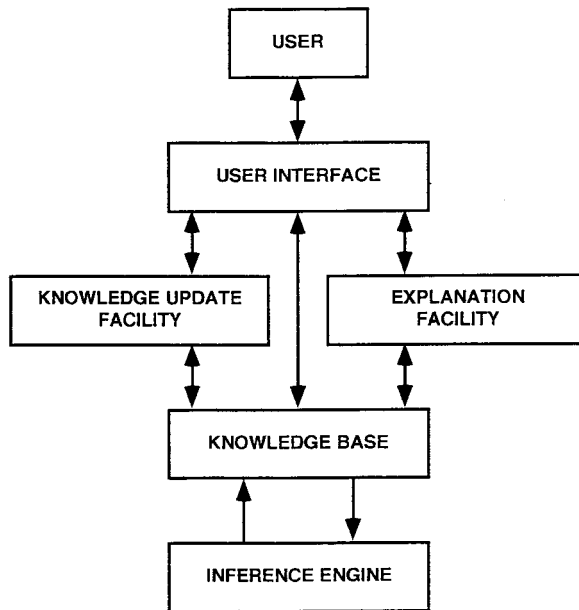 USER
USER INTERFACE
KNOWLEDGE UPDATE
FACILITY
EXPLANATION
FACILITY
KNOWLEDGE BASE
INFERENCE ENGINE